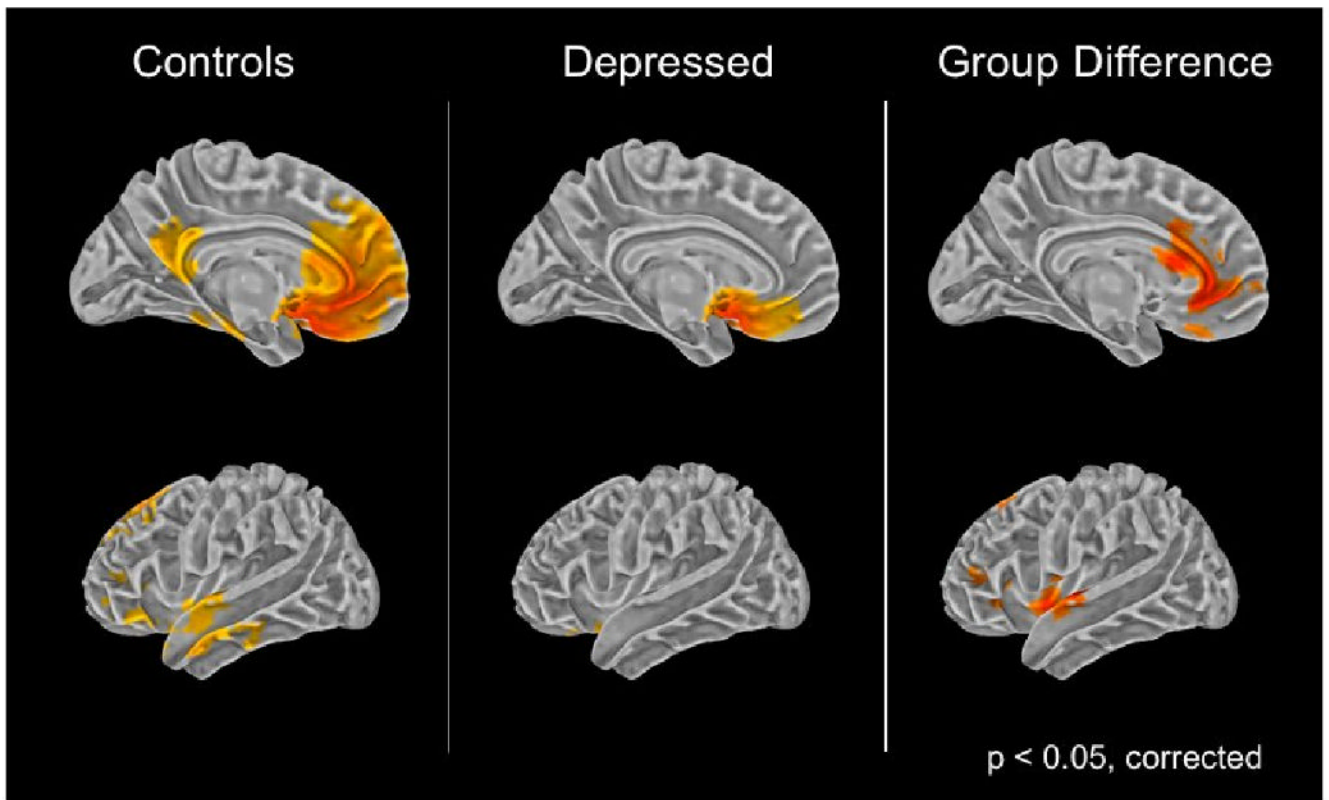 Controls
Depressed
Group Difference
p < 0.05, corrected